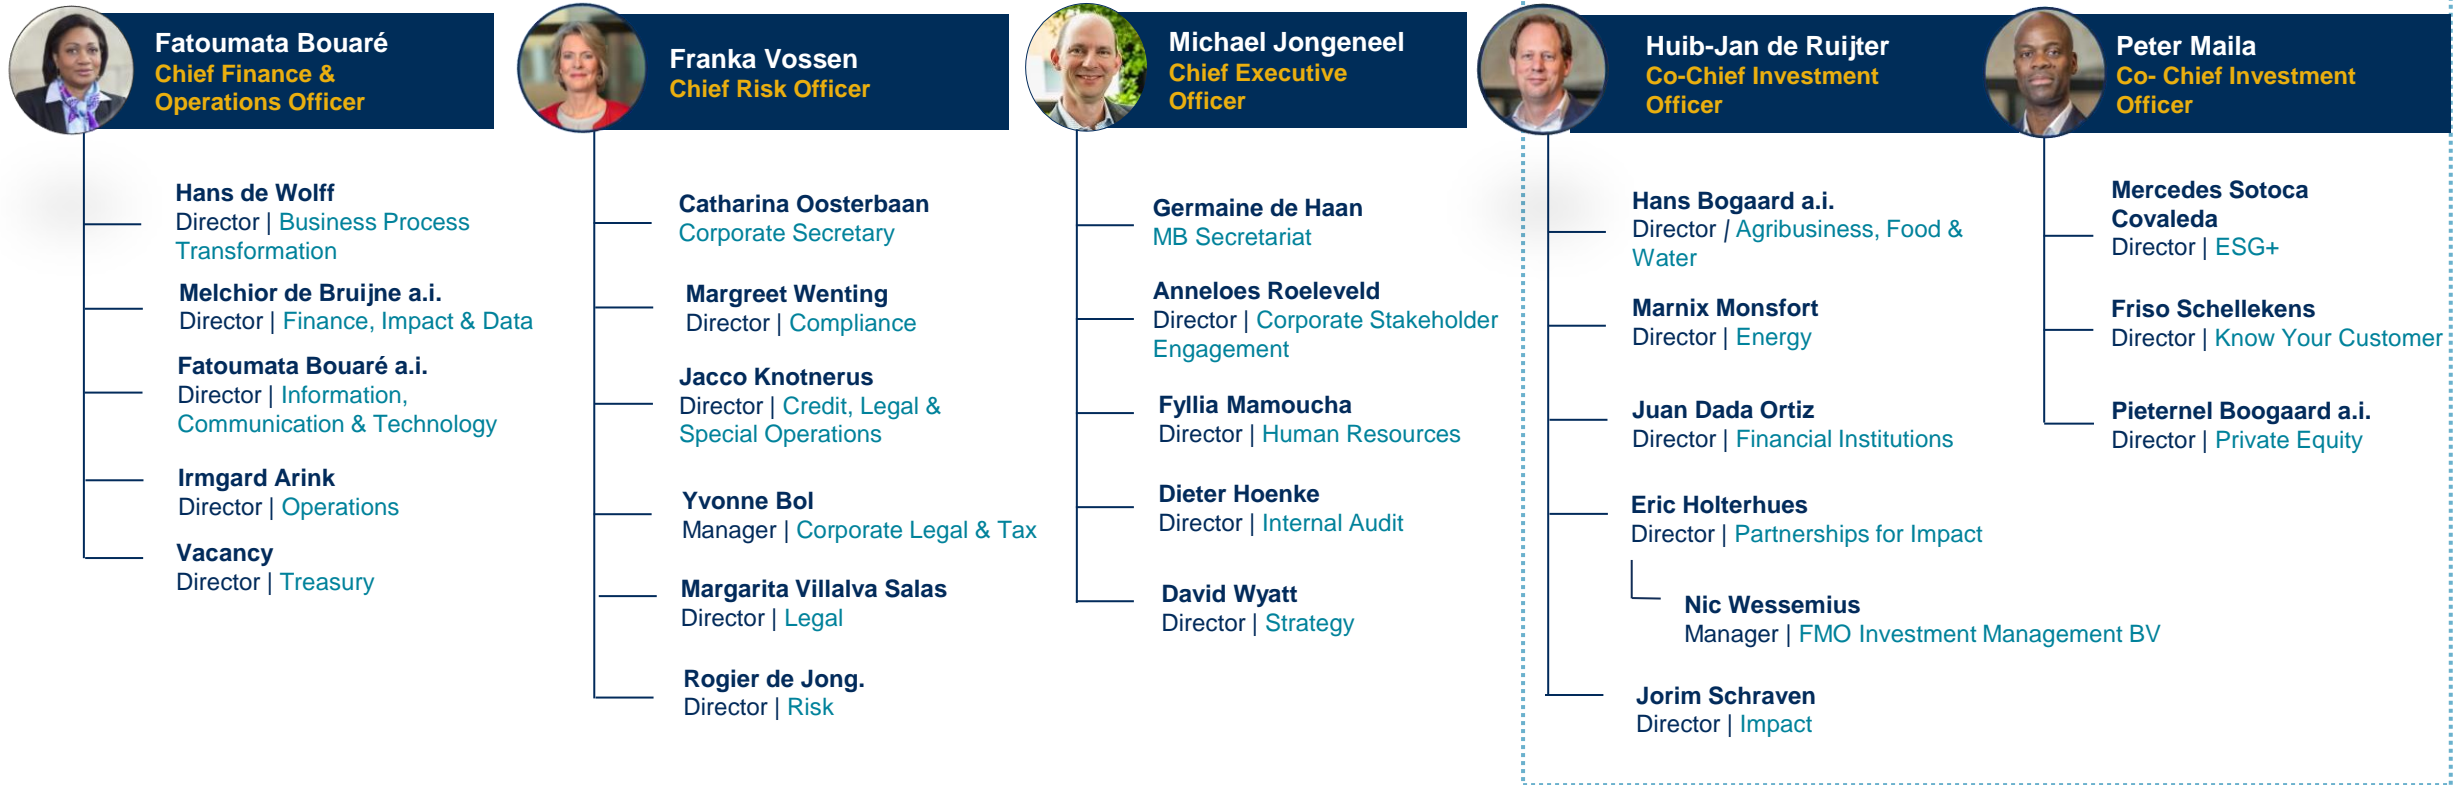 Fatoumata Bouaré
Chief Finance &
Operations Officer
Hans de Wolff
Director | Business Process
Transformation
Melchior de Bruijne a.i.
Director | Finance, Impact & Data
Fatoumata Bouaré a.i.
Director | Information,
Communication & Technology
Irmgard Arink
Director | Operations
Vacancy
Director | Treasury
Franka Vossen
Chief Risk Officer
Catharina Oosterbaan
Corporate Secretary
Margreet Wenting
Director | Compliance
Jacco Knotnerus
Director | Credit, Legal &
Special Operations
Yvonne Bol
Manager | Corporate Legal & Tax
Margarita Villalva Salas
Director | Legal
Rogier de Jong.
Director | Risk
Michael Jongeneel
Chief Executive
Officer
Germaine de Haan
MB Secretariat
Anneloes Roeleveld
Director | Corporate Stakeholder
Engagement
Fyllia Mamoucha
Director | Human Resources
Dieter Hoenke
Director | Internal Audit
David Wyatt
Director | Strategy
Huib-Jan de Ruijter
Co-Chief Investment
Officer
Hans Bogaard a.i.
Director | Agribusiness, Food &
Water
Marnix Monsfort
Director | Energy
Juan Dada Ortiz
Director | Financial Institutions
Eric Holterhues
Director | Partnerships for Impact
Nic Wessemius
Manager | FMO Investment Management BV
Jorim Schraven
Director | Impact
Peter Maila
Co- Chief Investment
Officer
Mercedes Sotoca
Covaleda
Director | ESG+
Friso Schellekens
Director | Know Your Customer
Pieternel Boogaard a.i.
Director | Private Equity